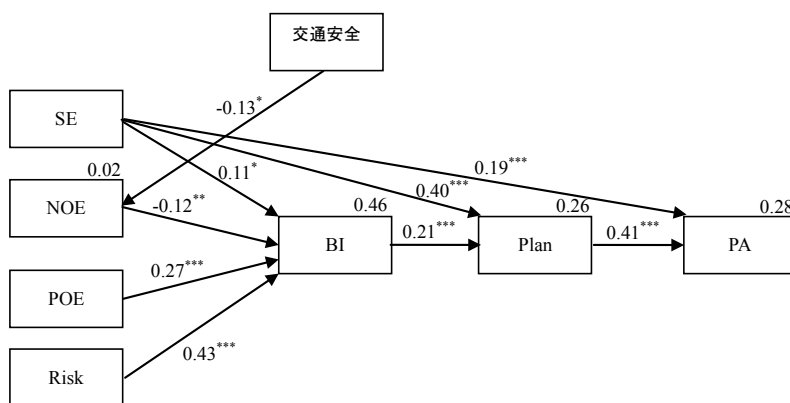 交通安全
-0.13*
SE
0.19***
0.02
0.11*
0.40***
NOE
-0.12**
0.46
0.26
0.28
BI
0.21***
Plan
0.41***
PA
0.27***
POE
0.43***
Risk